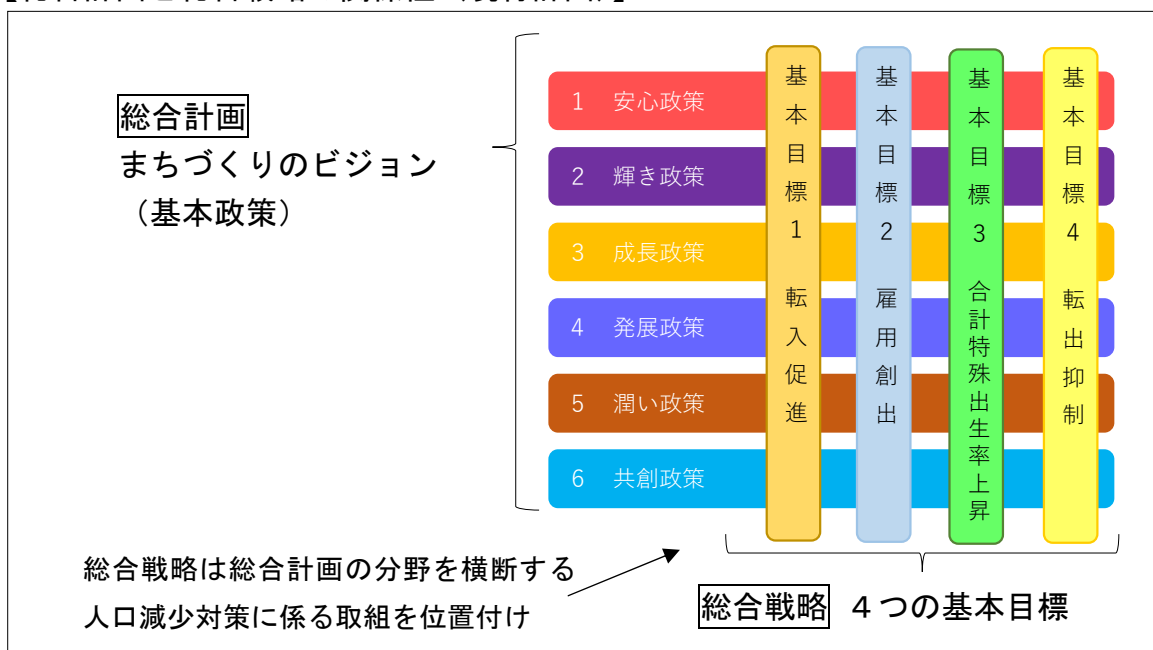 総合計画
まちづくりのビジョン
（基本政策）
1 安心政策
2 輝き政策
3 成長政策
4 発展政策
5 潤い政策
6 共創政策
基本目標1 転入促進
基本目標2 雇用創出
基本目標3 合計特殊出生率上昇
基本目標4 転出抑制
総合戦略は総合計画の分野を横断する
人口減少対策に係る取組を位置付け
総合戦略 ４つの基本目標